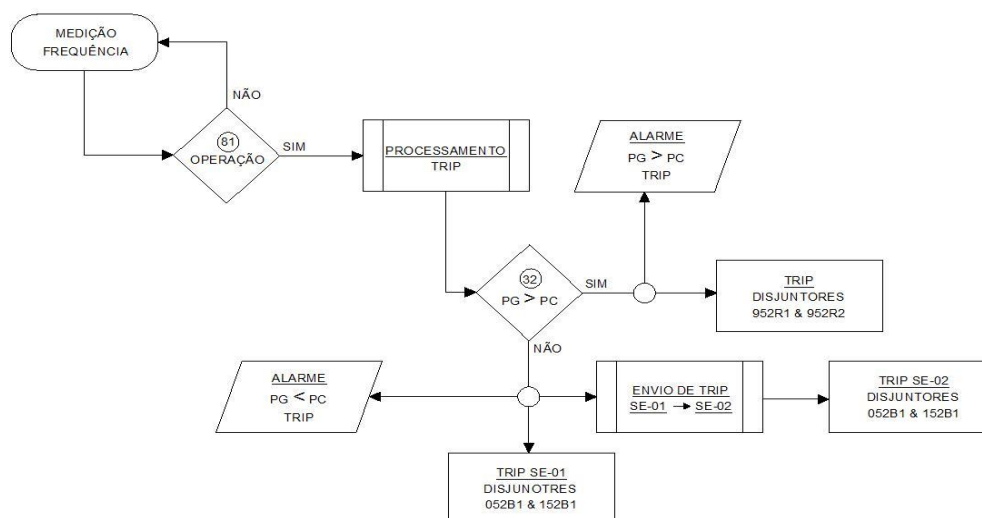 MEDIÇÃO
FREQUÊNCIA
NÃO
81
OPERAÇÃO
SIM
PROCESSAMENTO
TRIP
ALARME
PG > PC
TRIP
32
PG > PC
SIM
TRIP
DISJUNTORES
952R1 & 952R2
NÃO
ALARME
PG < PC
TRIP
ENVIO DE TRIP
SE-01 → SE-02
TRIP SE-02
DISJUNTORES
052B1 & 152B1
TRIP SE-01
DISJUNOTRES
052B1 & 152B1